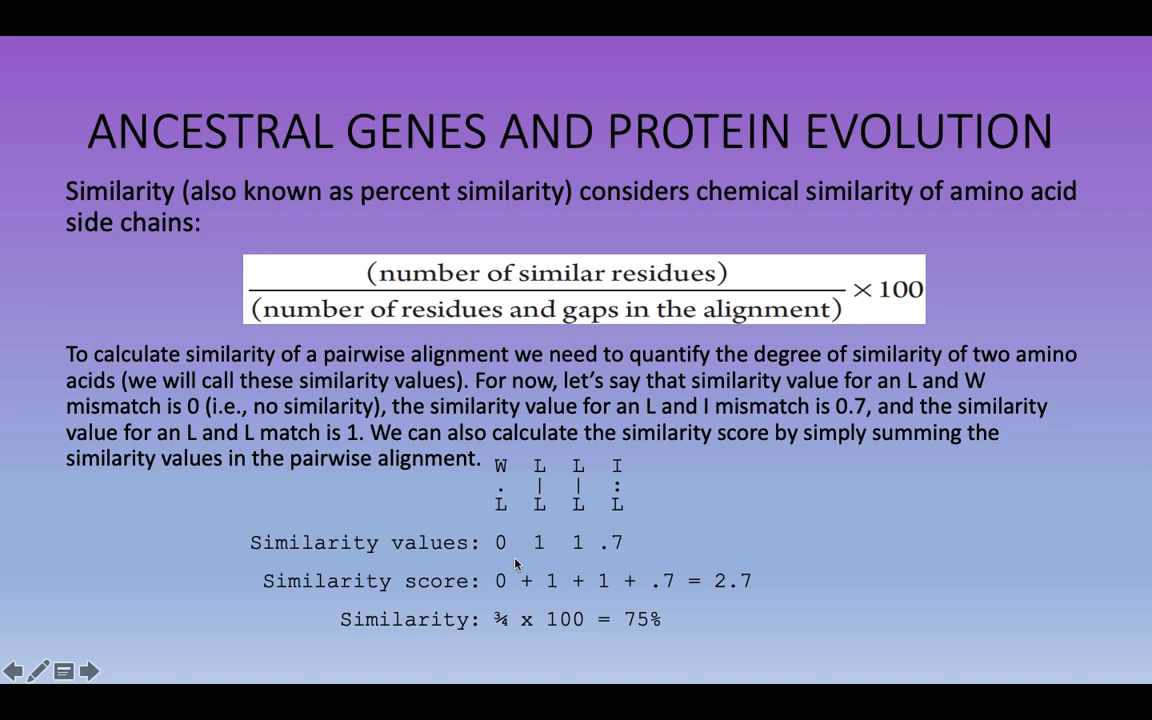 ANCESTRAL GENES AND PROTEIN EVOLUTION
Similarity (also known as percent similarity) considers chemical similarity of amino acid
side chains:
(number of similar residues)
(number of residues and gaps in the alignment)
× 100
To calculate similarity of a pairwise alignment we need to quantify the degree of similarity of two amino
acids (we will call these similarity values). For now, let's say that similarity value for an L and W
mismatch is 0 (i.e., no similarity), the similarity value for an L and I mismatch is 0.7, and the similarity
value for an L and L match is 1. We can also calculate the similarity score by simply summing the
similarity values in the pairwise alignment.
W L L I
. | | :
L L L L
Similarity values: 0 1 1 .7
Similarity score: 0 + 1 + 1 + .7 = 2.7
Similarity: ¾ x 100 = 75%